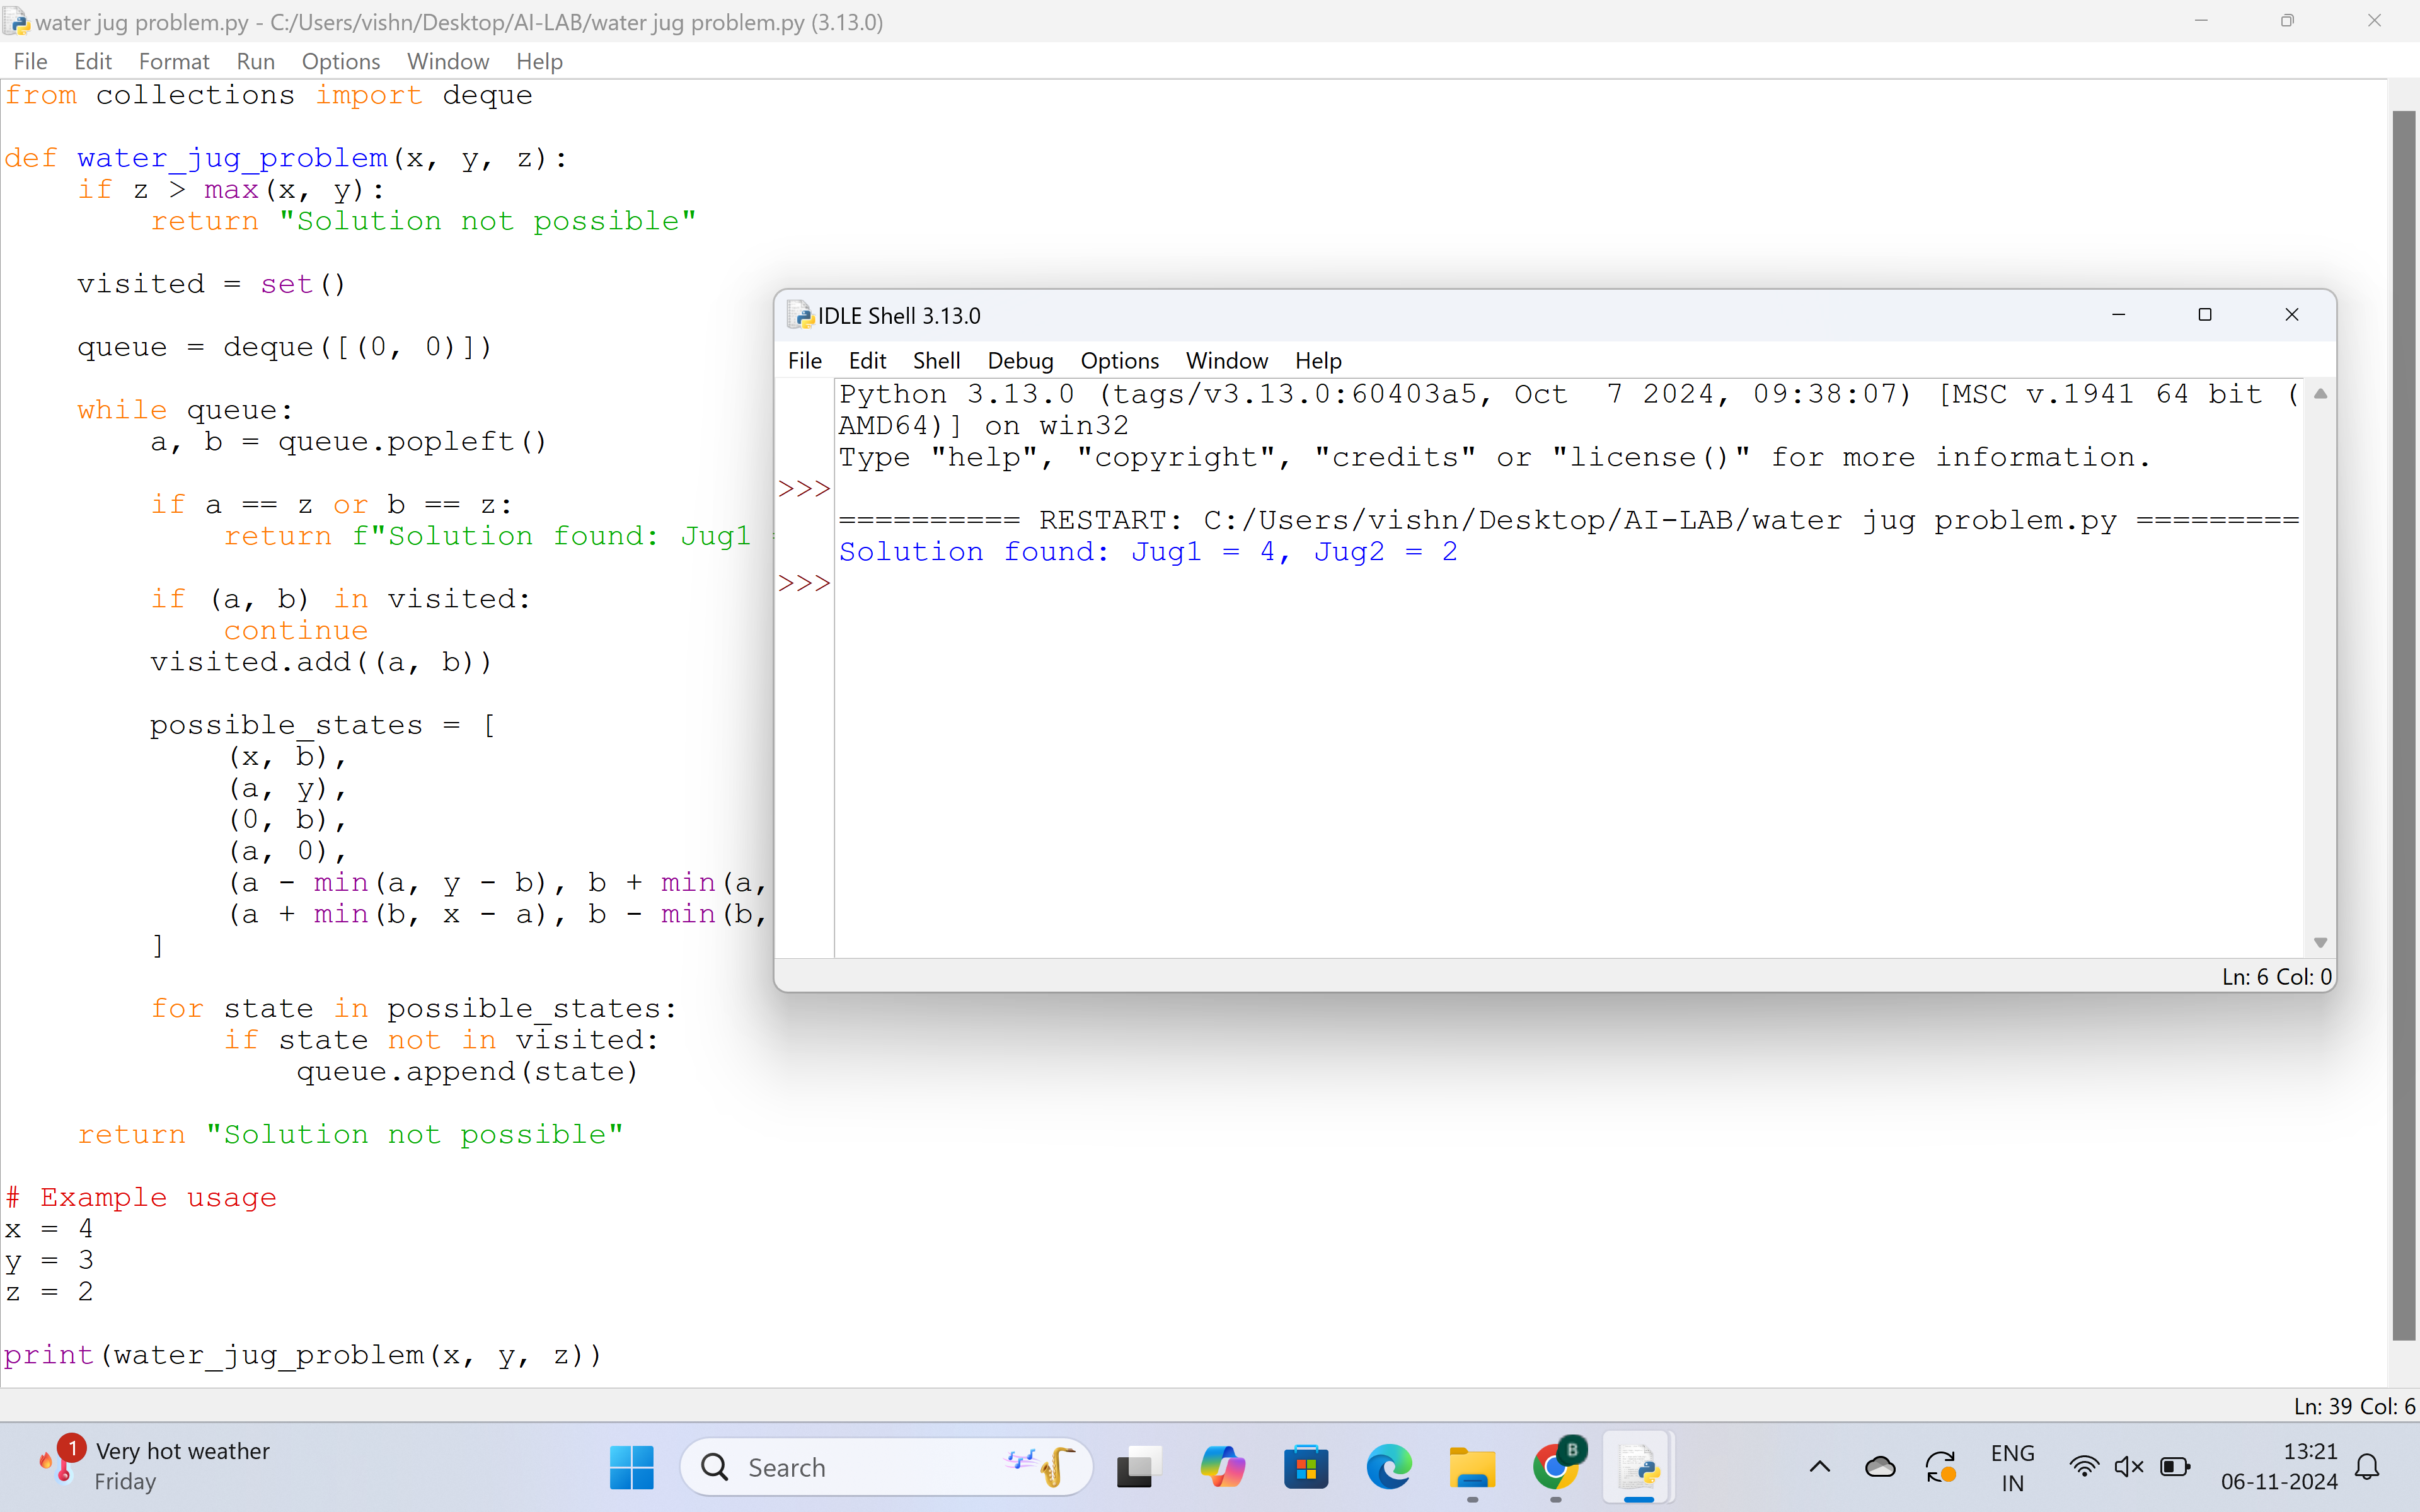 water jug problem.py - C:/Users/vishn/Desktop/AI-LAB/water jug problem.py (3.13.0)
File Edit Format Run Options Window Help
from collections import deque
def water_jug_problem(x, y, z):
    if z > max(x, y):
        return "Solution not possible"
    visited = set()
    queue = deque([(0, 0)])
    while queue:
        a, b = queue.popleft()
        if a == z or b == z:
            return f"Solution found: Jug1
        if (a, b) in visited:
            continue
        visited.add((a, b))
        possible_states = [
            (x, b),
            (a, y),
            (0, b),
            (a, 0),
            (a - min(a, y - b), b + min(a,
            (a + min(b, x - a), b - min(b,
        ]
        for state in possible_states:
            if state not in visited:
                queue.append(state)
    return "Solution not possible"
# Example usage
x = 4
y = 3
z = 2
print(water_jug_problem(x, y, z))
Ln: 39 Col: 6
IDLE Shell 3.13.0
File Edit Shell Debug Options Window Help
Python 3.13.0 (tags/v3.13.0:60403a5, Oct  7 2024, 09:38:07) [MSC v.1941 64 bit (
AMD64)] on win32
Type "help", "copyright", "credits" or "license()" for more information.
>>>
========== RESTART: C:/Users/vishn/Desktop/AI-LAB/water jug problem.py =========
Solution found: Jug1 = 4, Jug2 = 2
>>>
Ln: 6 Col: 0
1
Very hot weather
Friday
Search
B
ENG
IN
13:21
06-11-2024